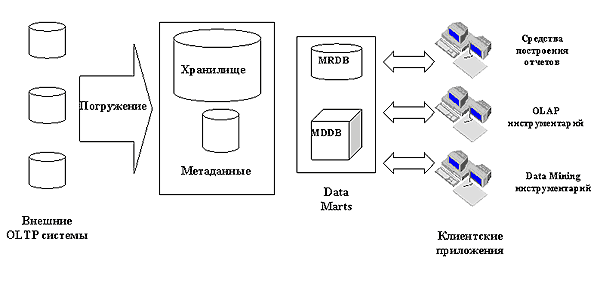 Погружение
Внешние
OLTP системы
Хранилище
Метаданные
MRDB
MDDB
Data
Marts
Средства
построения
отчетов
OLAP
инструментарий
Data Mining
инструментарий
Клиентские
приложения